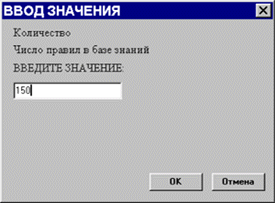 ВВОД ЗНАЧЕНИЯ
Количество
Число правил в базе знаний
ВВЕДИТЕ ЗНАЧЕНИЕ:
150
OK
Отмена